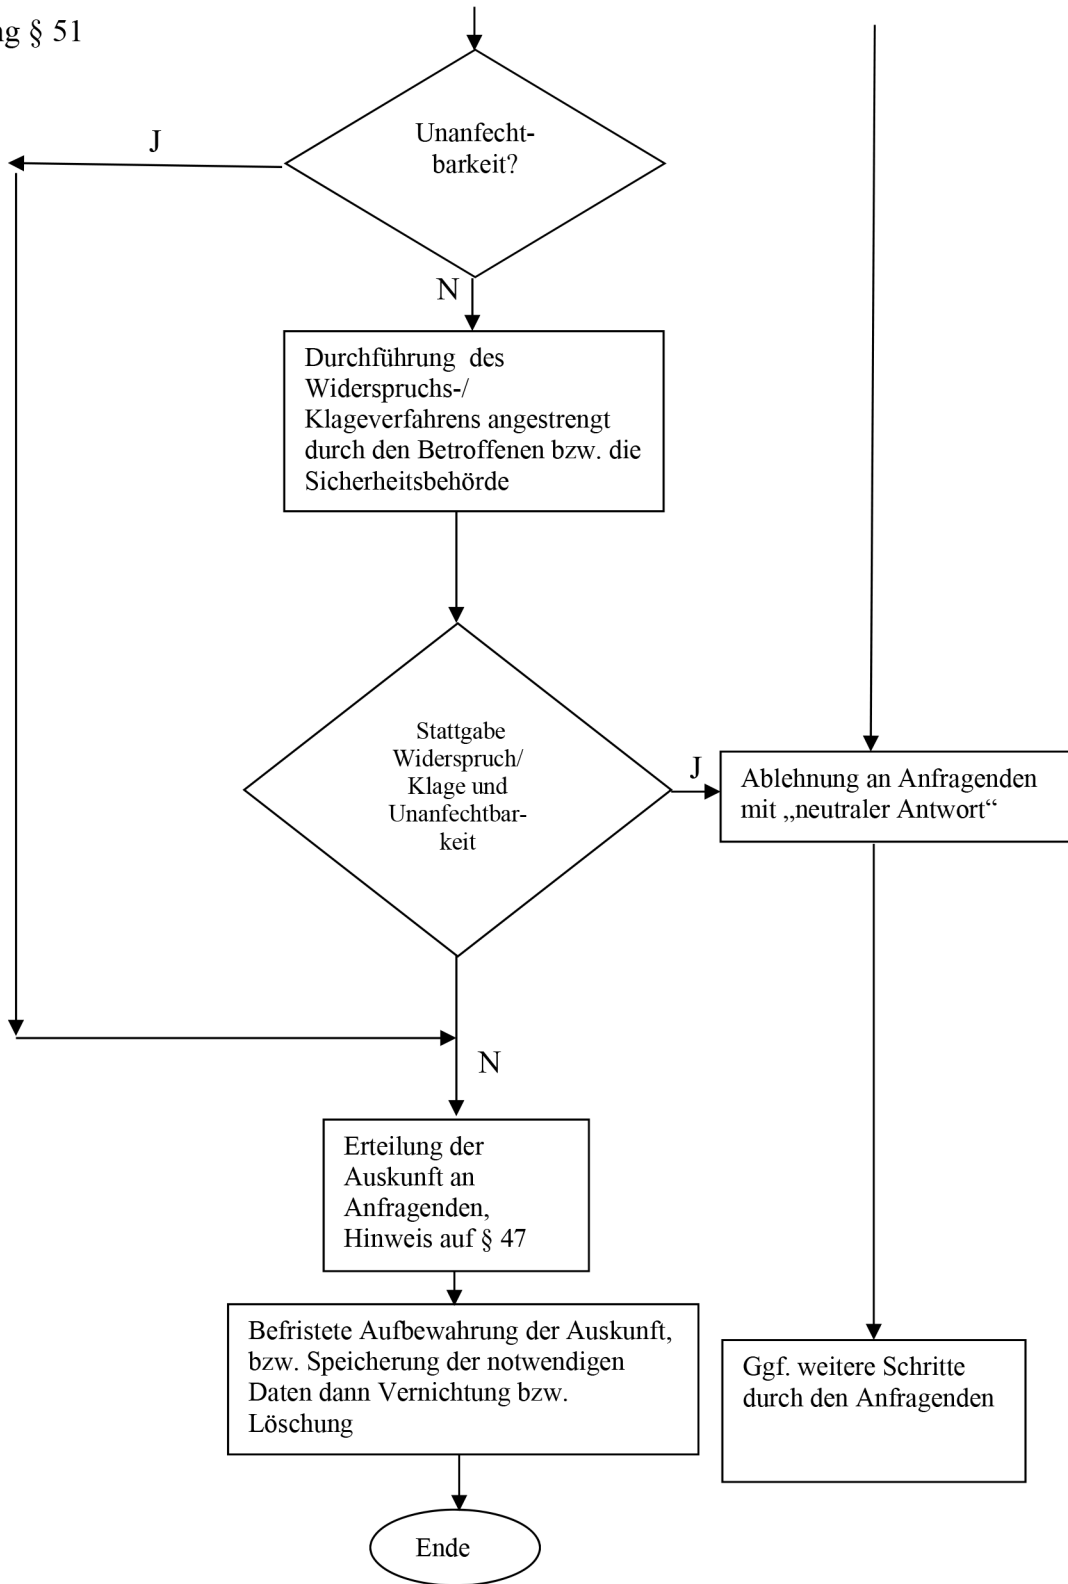 § 51
Unanfecht-
barkeit?
J
N
Durchführung des
Widerspruchs-/
Klageverfahrens angestrengt
durch den Betroffenen bzw. die
Sicherheitsbehörde
Stattgabe
Widerspruch/
Klage und
Unanfechtbar-
keit
J
Ablehnung an Anfragenden
mit „neutraler Antwort“
N
Erteilung der
Auskunft an
Anfragenden,
Hinweis auf § 47
Befristete Aufbewahrung der Auskunft,
bzw. Speicherung der notwendigen
Daten dann Vernichtung bzw.
Löschung
Ggf. weitere Schritte
durch den Anfragenden
Ende